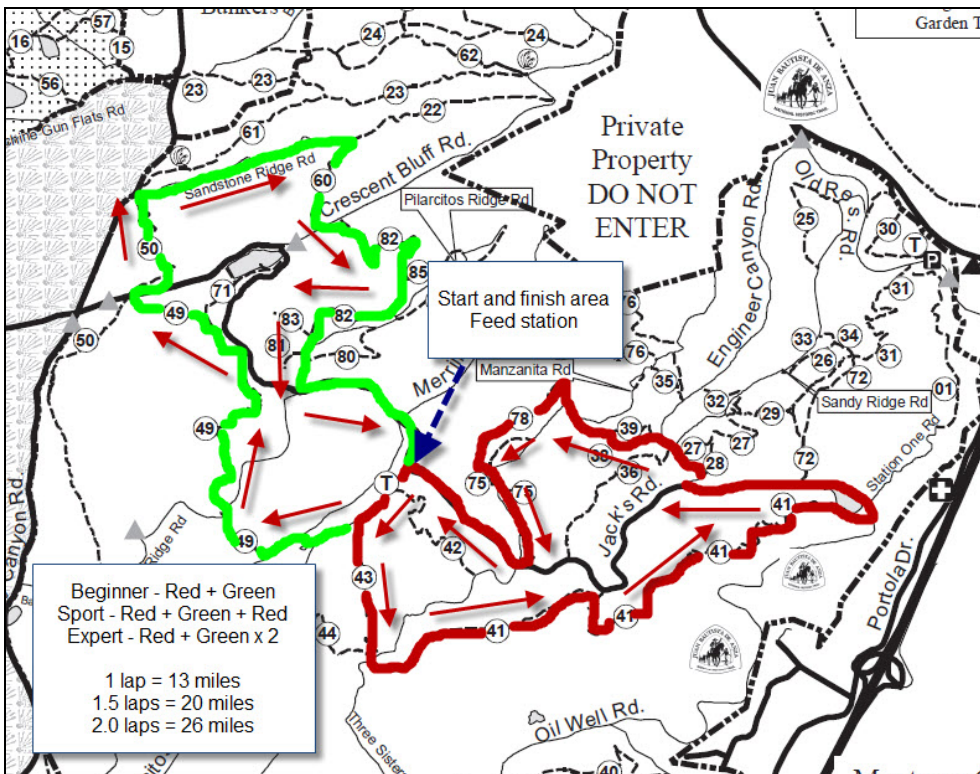 Garden T
57
16
15
56
24
24
62
23
23
23
22
61
JUAN BAUTISTA DE ANZA
Private
Property
DO NOT
ENTER
Sandstone Ridge Rd
60
Crescent Bluff Rd.
Pilarcitos Ridge Rd
Old Res. Rd.
25
30
T
P
31
50
82
85
71
49
83
82
81
80
50
Start and finish area
Feed station
Engineer Canyon Rd
76
76
35
Manzanita Rd
33
34
26
31
72
Sandy Ridge Rd
01
78
32
29
39
27
27
28
38
36
72
49
T
75
75
Station One Rd
Jack's Rd.
41
42
41
49
Ridge Rd
Canyon Rd.
43
41
41
44
Portola Dr.
Beginner - Red + Green
Sport - Red + Green + Red
Expert - Red + Green x 2
1 lap = 13 miles
1.5 laps = 20 miles
2.0 laps = 26 miles
Oil Well Rd.
40